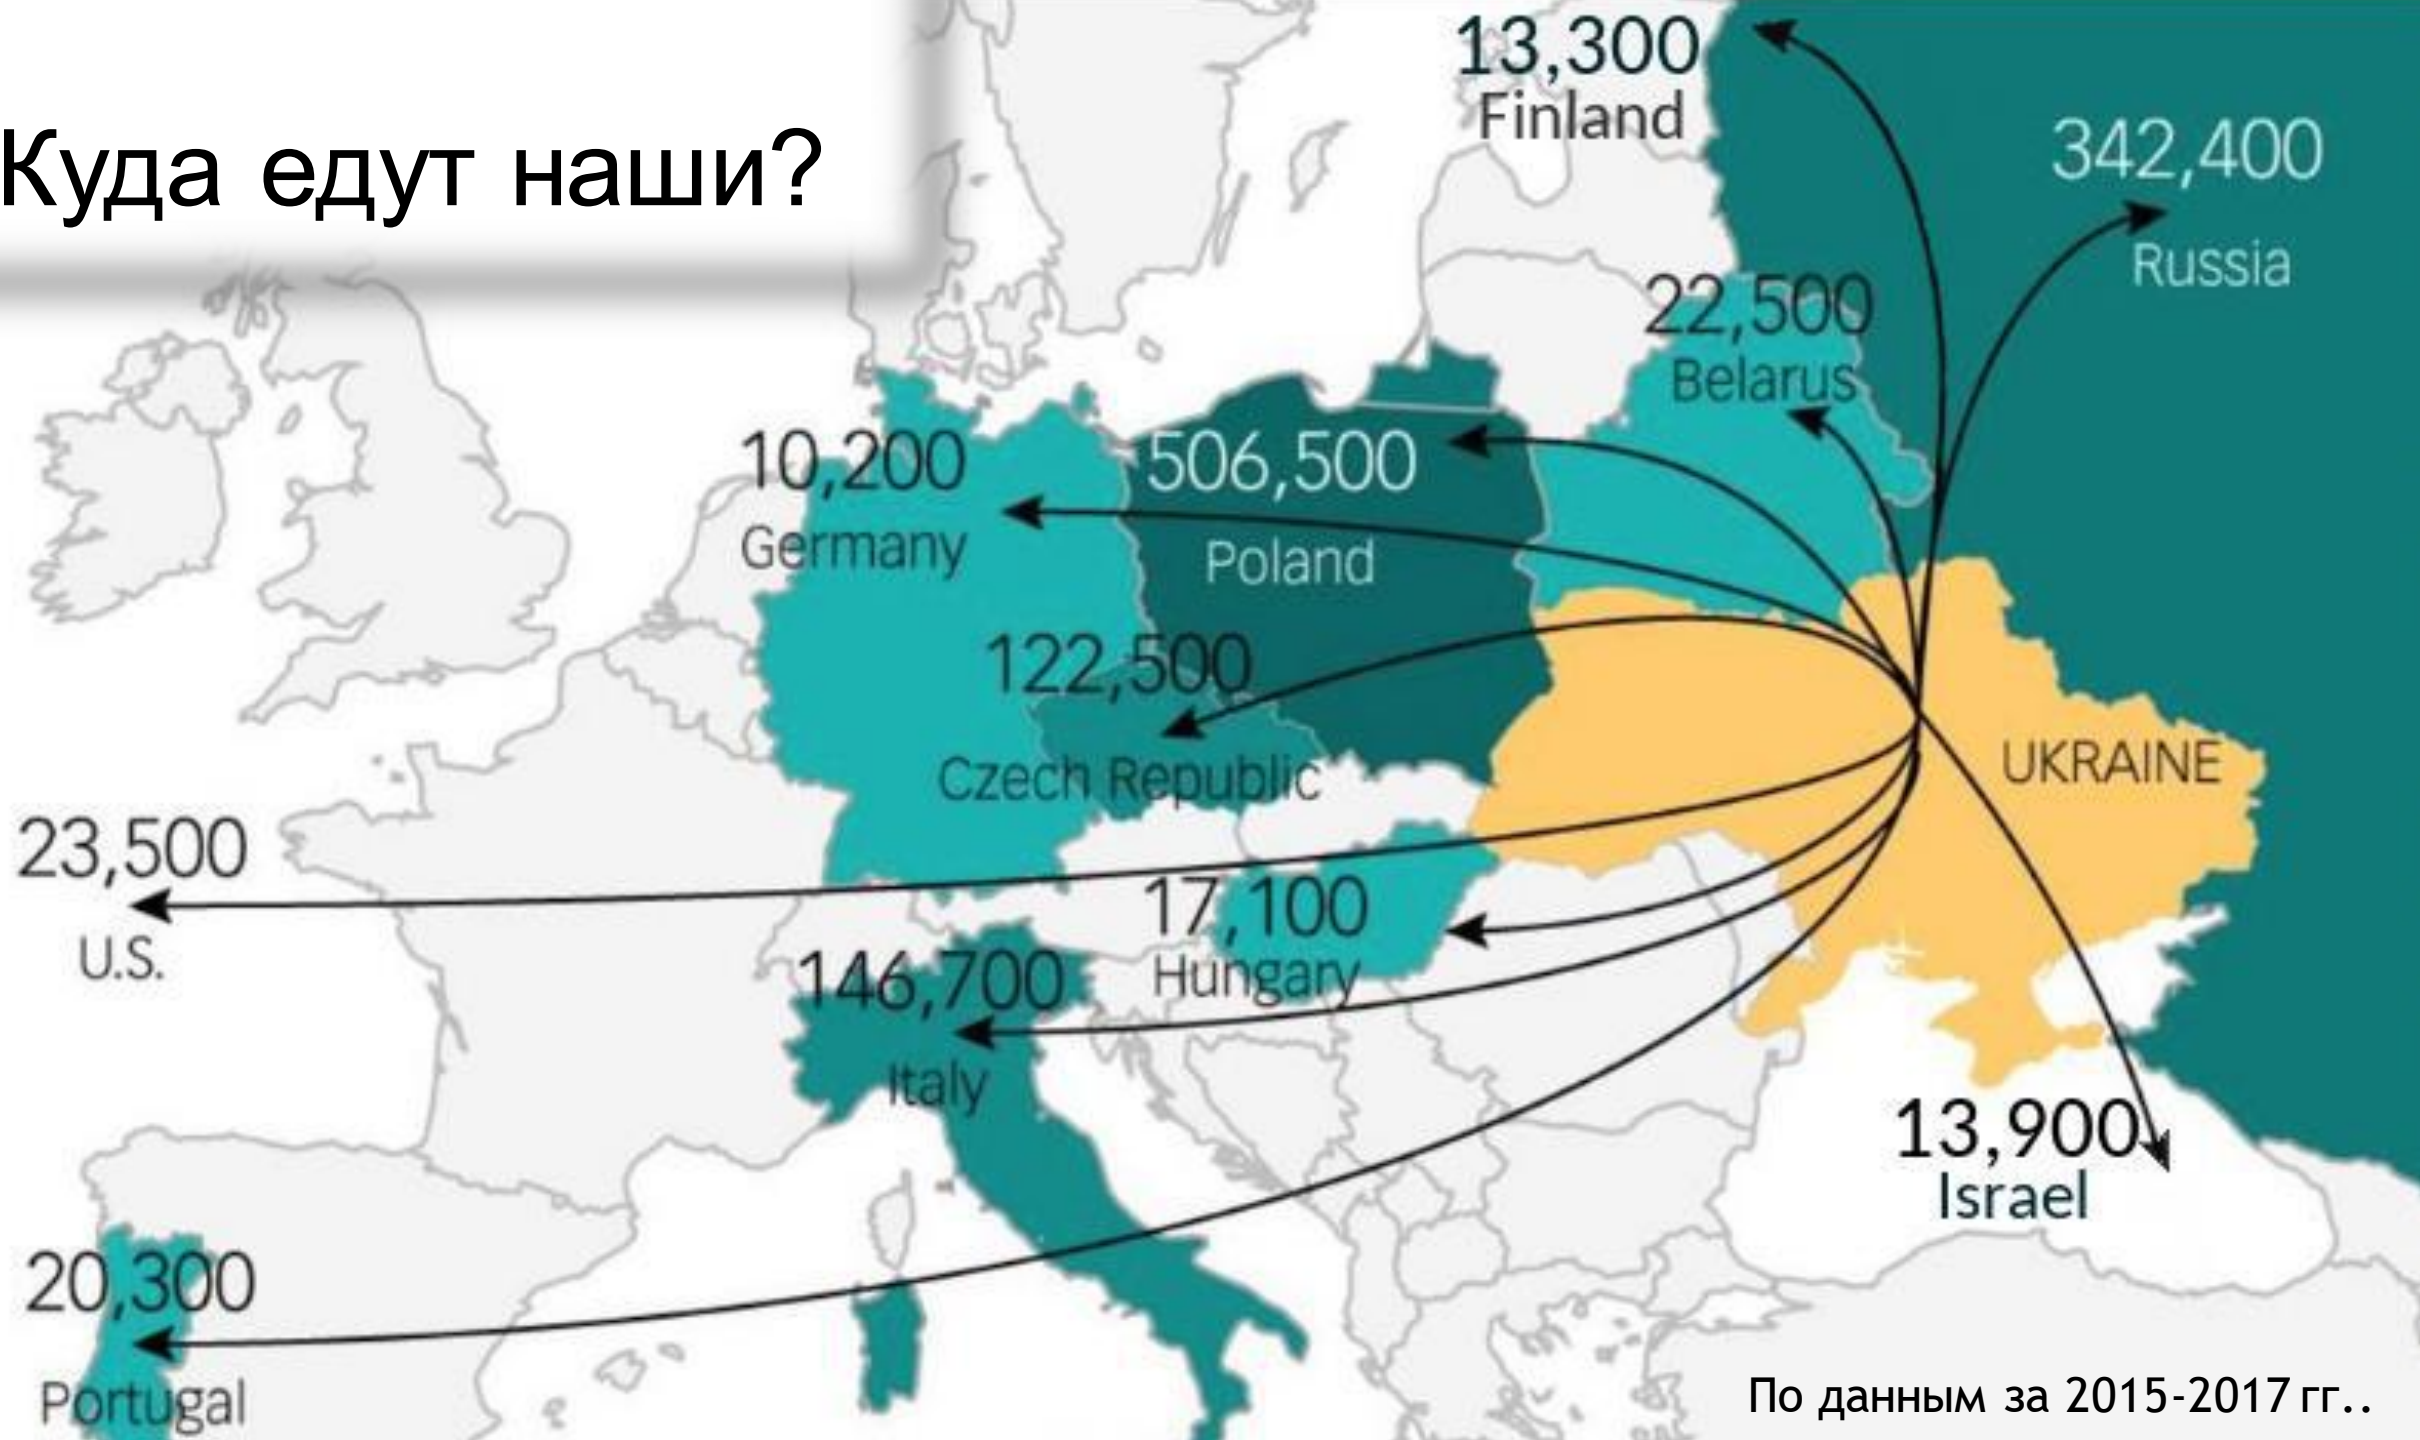 Куда едут наши?
13,300
Finland
342,400
Russia
22,500
Belarus
10,200
Germany
506,500
Poland
122,500
Czech Republic
UKRAINE
23,500
U.S.
17,100
Hungary
146,700
Italy
13,900
Israel
20,300
Portugal
По данным за 2015-2017 гг..